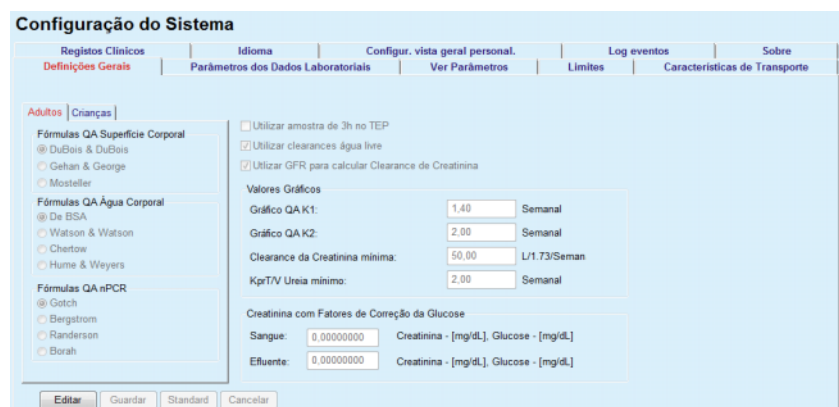 Configuração do Sistema
Registos Clínicos Idioma Configur. vista geral personal. Log eventos Sobre
Definições Gerais Parâmetros dos Dados Laboratoriais Ver Parâmetros Limites Características de Transporte
Adultos Crianças
Fórmulas QA Superfície Corporal
DuBois & DuBois
Gehan & George
Mosteller
Fórmulas QA Água Corporal
De BSA
Watson & Watson
Chertow
Hume & Weyers
Fórmulas QA nPCR
Gotch
Bergstrom
Randerson
Borah
Utilizar amostra de 3h no TEP
Utilizar clearances água livre
Utlizar GFR para calcular Clearance de Creatinina
Valores Gráficos
Gráfico QA K1: 1,40 Semanal
Gráfico QA K2: 2,00 Semanal
Clearance da Creatinina mínima: 50,00 L/1.73/Seman
KprT/V Ureia mínimo: 2,00 Semanal
Creatinina com Fatores de Correção da Glucose
Sangue: 0,00000000 Creatinina - [mg/dL], Glucose - [mg/dL]
Efluente: 0,00000000 Creatinina - [mg/dL], Glucose - [mg/dL]
Editar Guardar Standard Cancelar